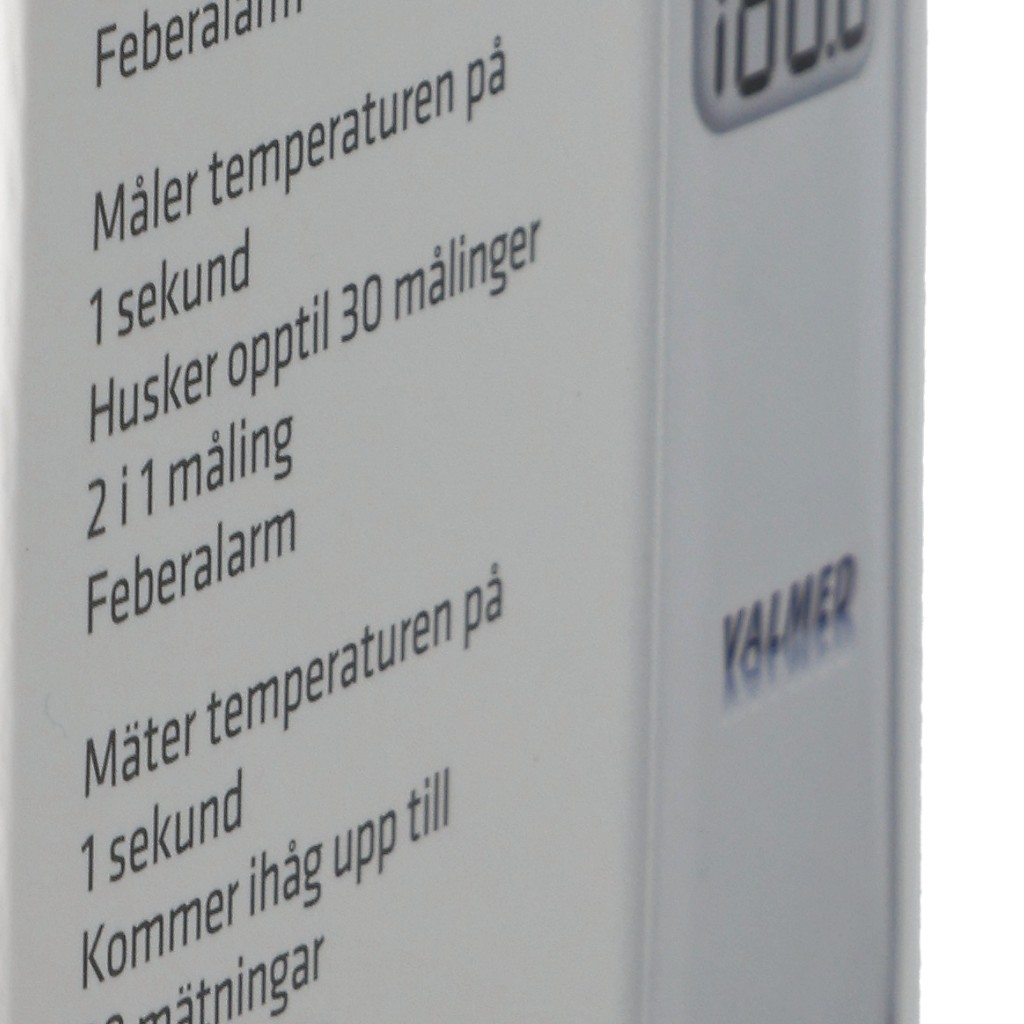 Feberalarm
Måler temperaturen på
1 sekund
Husker opptil 30 målinger
2 i 1 måling
Feberalarm
Mäter temperaturen på
1 sekund
Kommer ihåg upp till
mätningar
VALMED